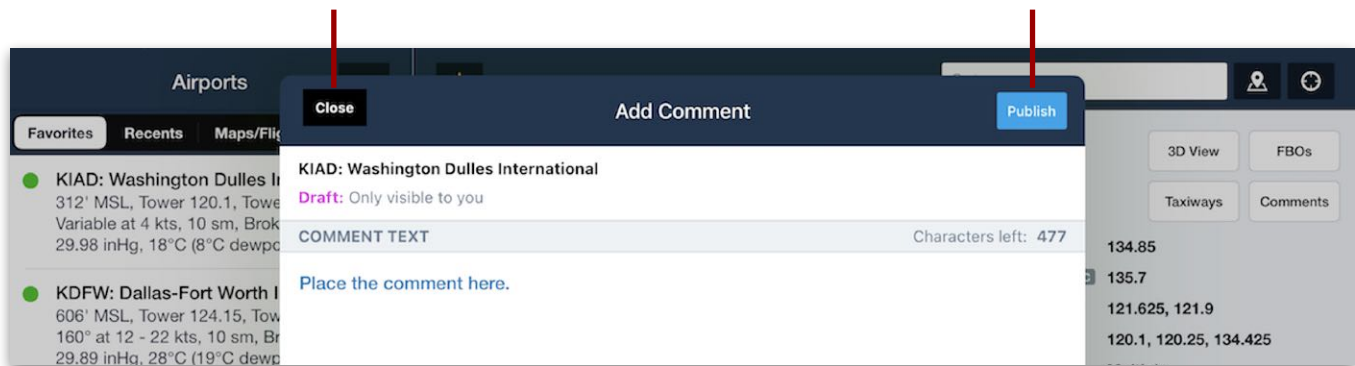 Airports
Favorites Recents Maps/Flig
KIAD: Washington Dulles I
312' MSL, Tower 120.1, Towe
Variable at 4 kts, 10 sm, Brok
29.98 inHg, 18°C (8°C dewpo
KDFW: Dallas-Fort Worth I
606' MSL, Tower 124.15, Tow
160° at 12 - 22 kts, 10 sm, Br
29.89 inHg, 28°C (19°C dewp
Close Add Comment Publish
KIAD: Washington Dulles International
Draft: Only visible to you
COMMENT TEXT Characters left: 477
Place the comment here.
3D View FBOs
Taxiways Comments
134.85
135.7
121.625, 121.9
120.1, 120.25, 134.425